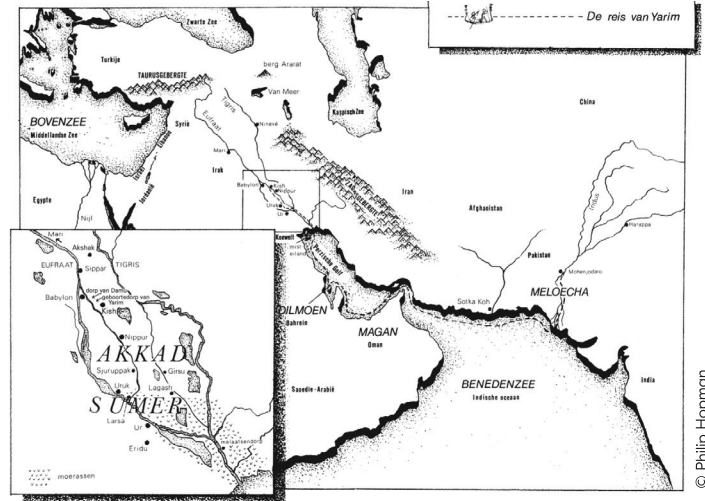 De reis van Yarim
Zwarte Zee
Turkije
TAURUSGEBERGTE
berg Ararat
Van Meer
Kaspische Zee
China
BOVENZEE
Middellandse Zee
Syrië
Tigris
Eufraat
Ninevé
Mari
Irak
Iran
Afghanistan
Indus
Harappa
Egypte
Nijl
Jordanië
Babylon
Kish
Nippur
Uruk
Ur
Koeweit
Perzische Golf
Pakistan
Mohenjodaro
Sotka Koh
MELOECHA
DILMOEN
Bahrein
MAGAN
Oman
Saoedie-Arabië
BENEDENZEE
Indische oceaan
India
Mari
Akshak
EUFRAAT
Sippar
TIGRIS
dorp van Damu
geboortedorp van
Yarim
Babylon
Kish
Nippur
AKKAD
Sjuruppak
Girsu
Uruk
Lagash
SUMER
Larsa
Ur
Eridu
moerassen
© Philip Hopman